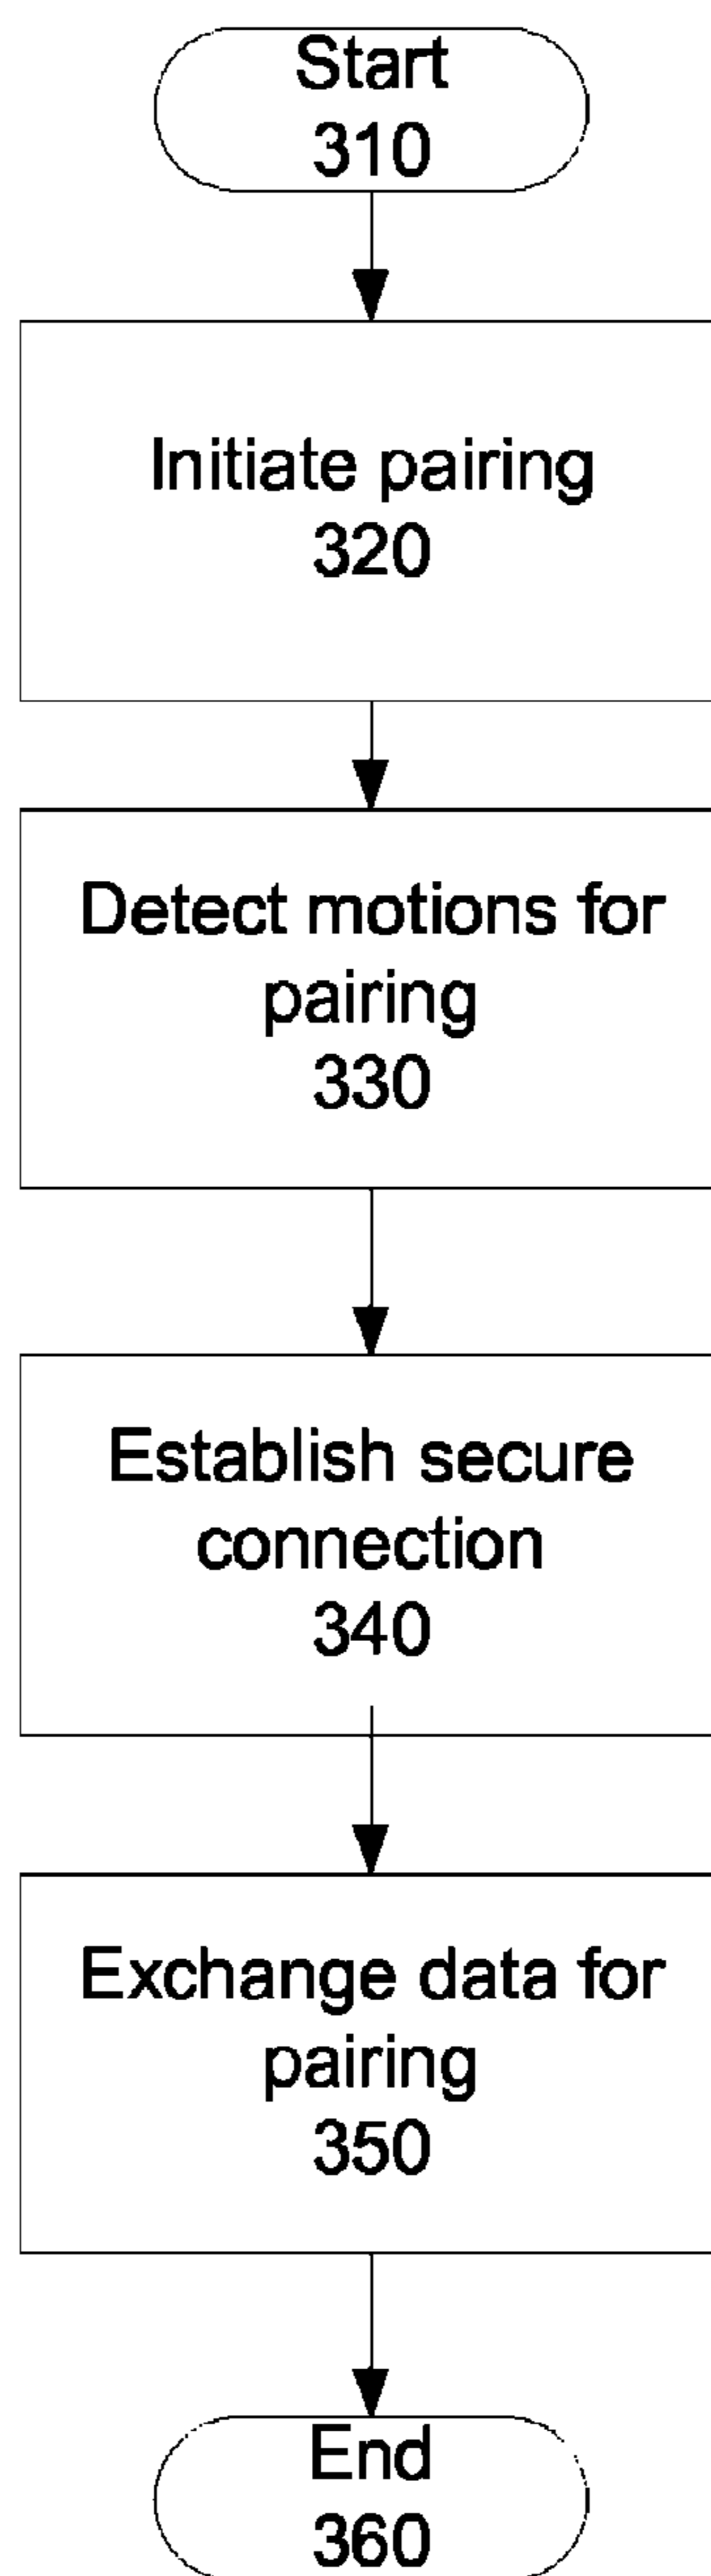 Start
310
Initiate pairing
320
Detect motions for
pairing
330
Establish secure
connection
340
Exchange data for
pairing
350
End
360